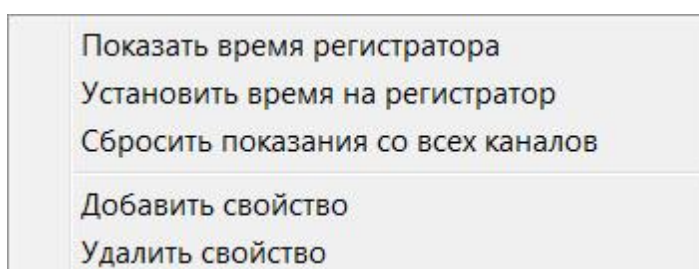 Показать время регистратора
Установить время на регистратор
Сбросить показания со всех каналов
Добавить свойство
Удалить свойство